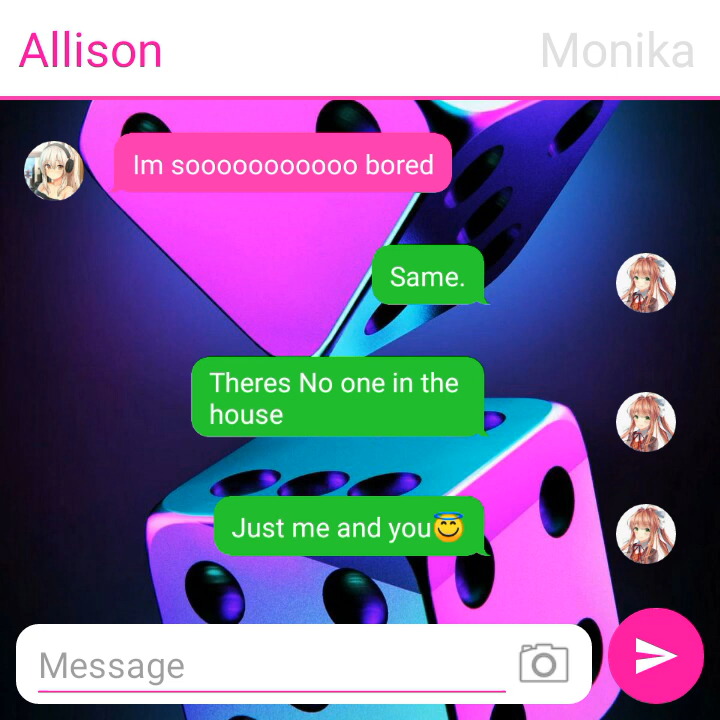 Allison
Monika
Im sooooooooooo bored
Same.
Theres No one in the
house
Just me and you😇
Message